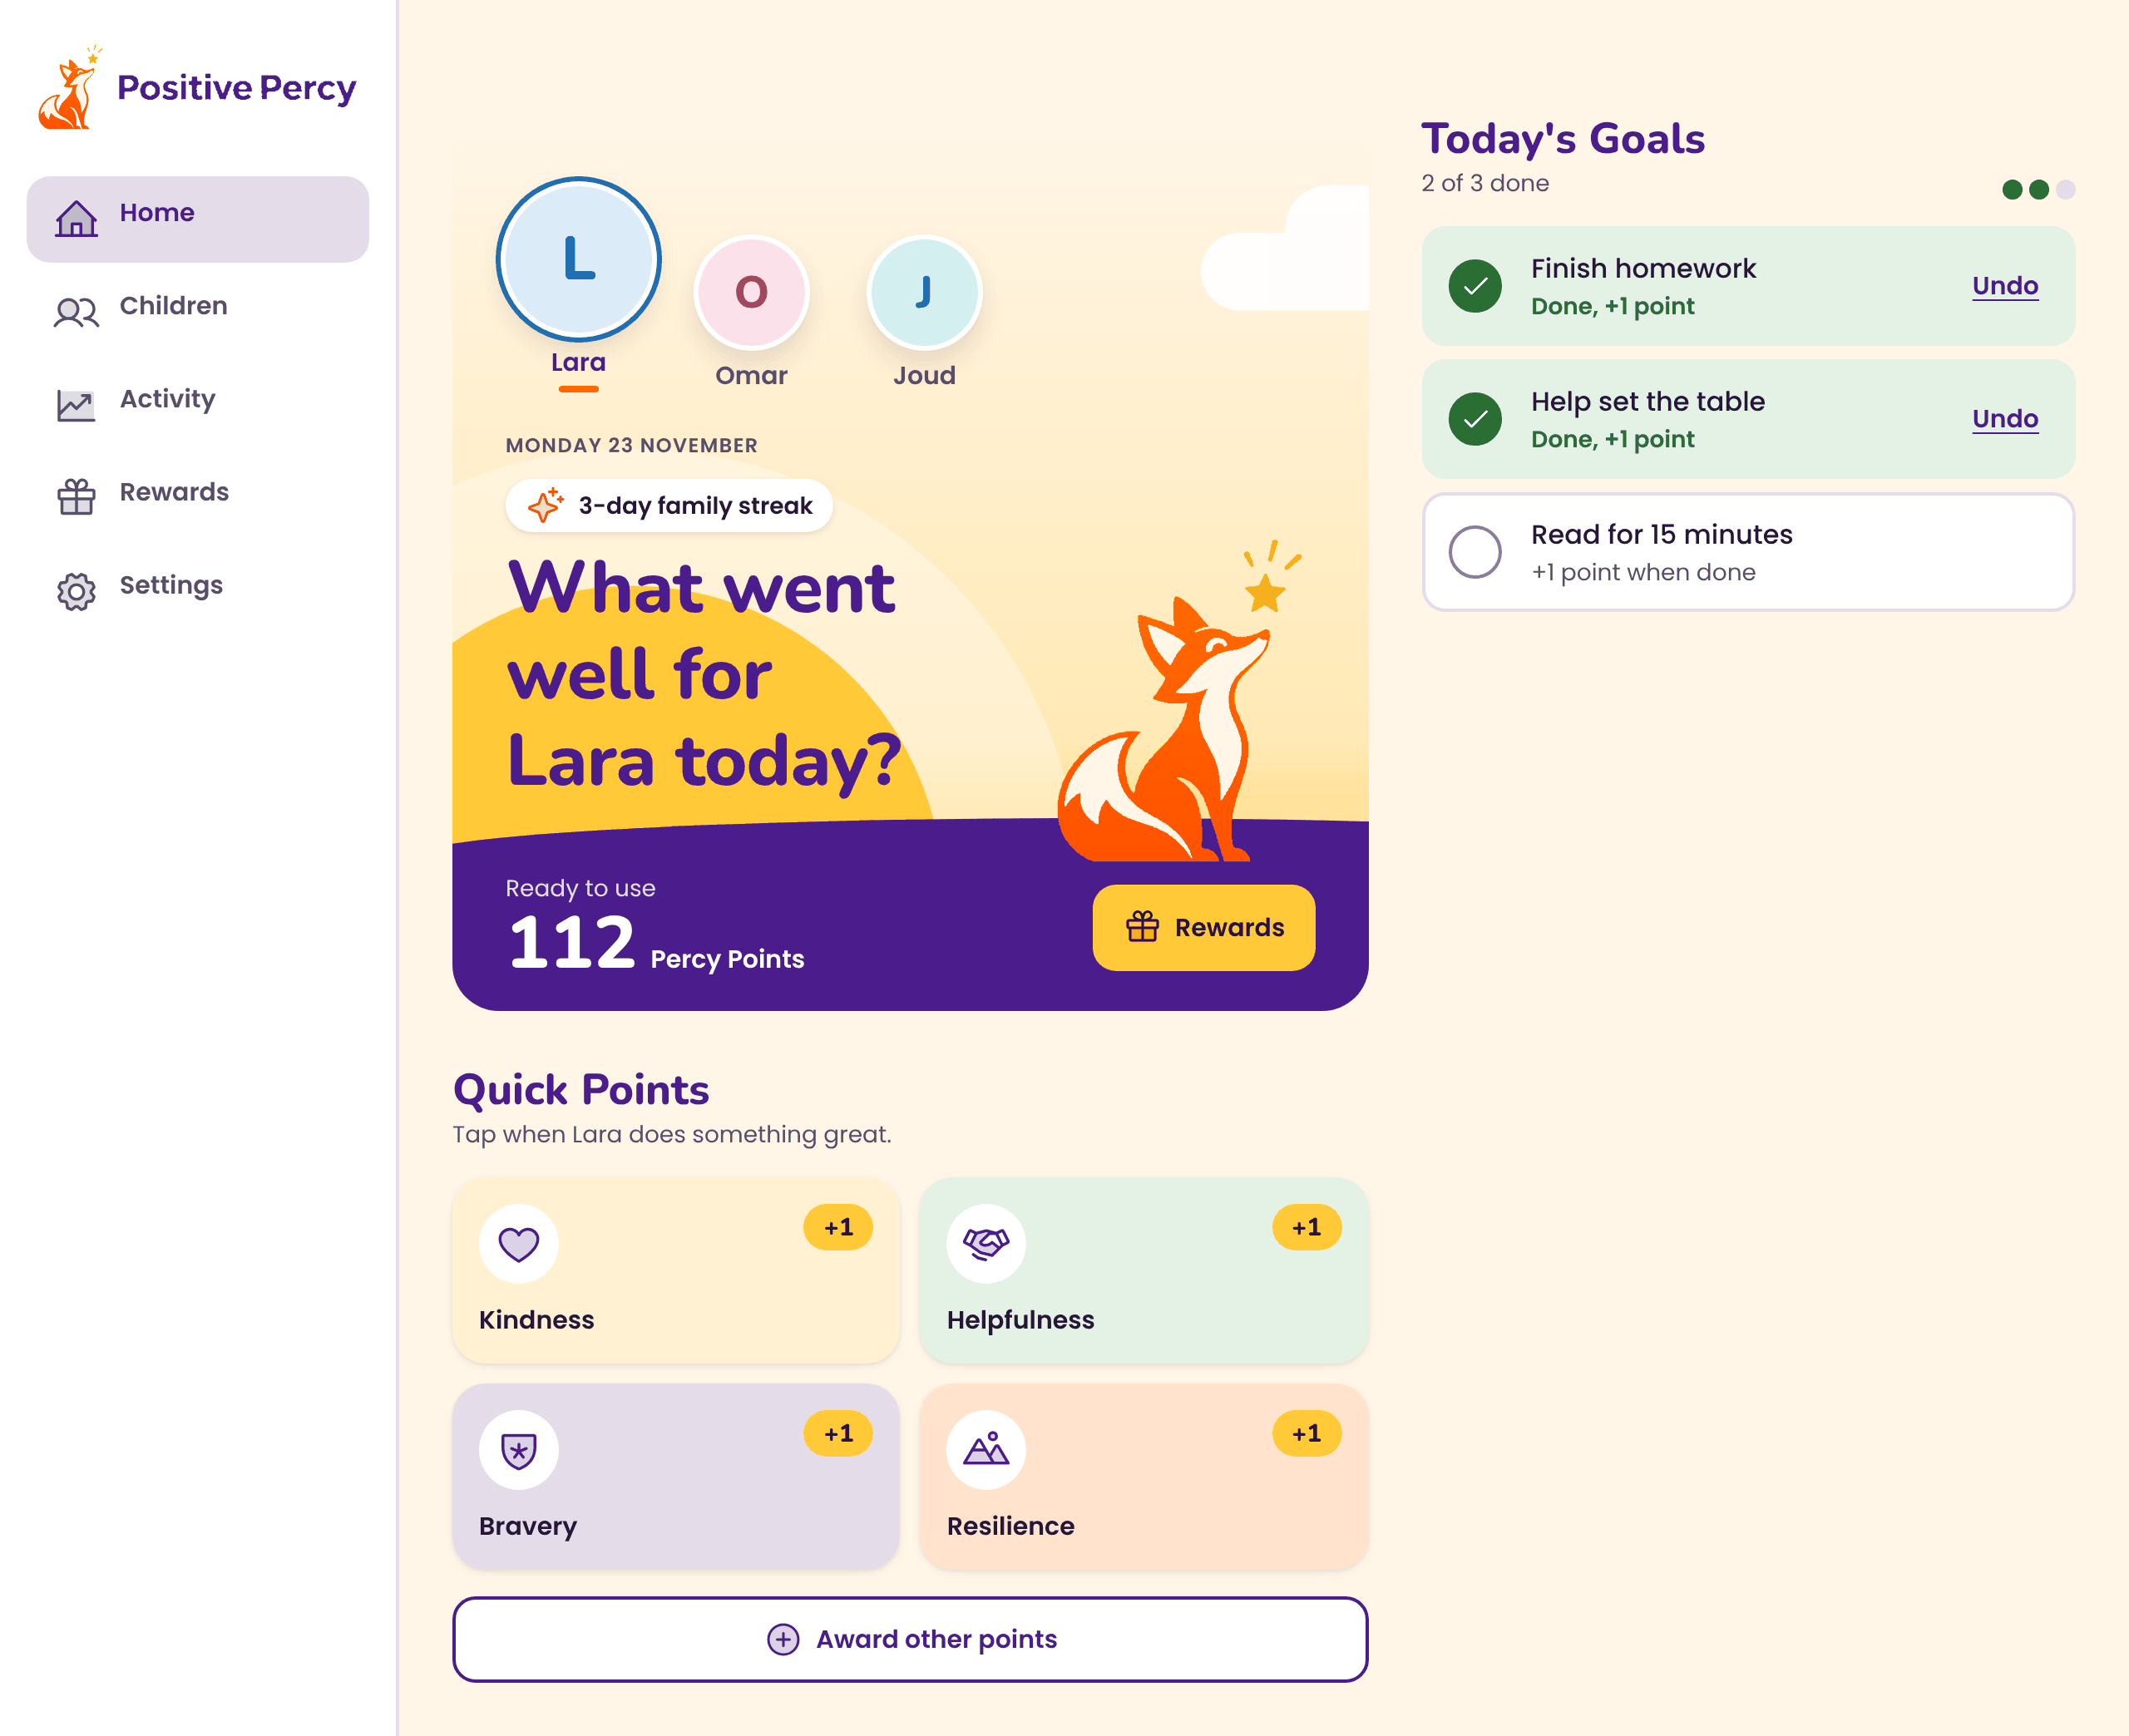 Positive Percy
Home
Children
Activity
Rewards
Settings
L
O
J
Lara
Omar
Joud
MONDAY 23 NOVEMBER
3-day family streak
What went
well for
Lara today?
Ready to use
112 Percy Points
Rewards
Quick Points
Tap when Lara does something great.
+1
Kindness
+1
Helpfulness
+1
Bravery
+1
Resilience
Award other points
Today's Goals
2 of 3 done
Finish homework
Done, +1 point
Undo
Help set the table
Done, +1 point
Undo
Read for 15 minutes
+1 point when done